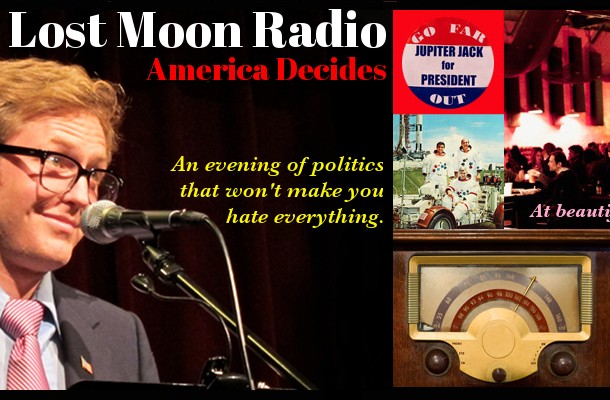 Lost Moon Radio
America Decides
An evening of politics
that won't make you
hate everything.
GO FAR
JUPITER JACK
for
PRESIDENT
OUT
At beauti